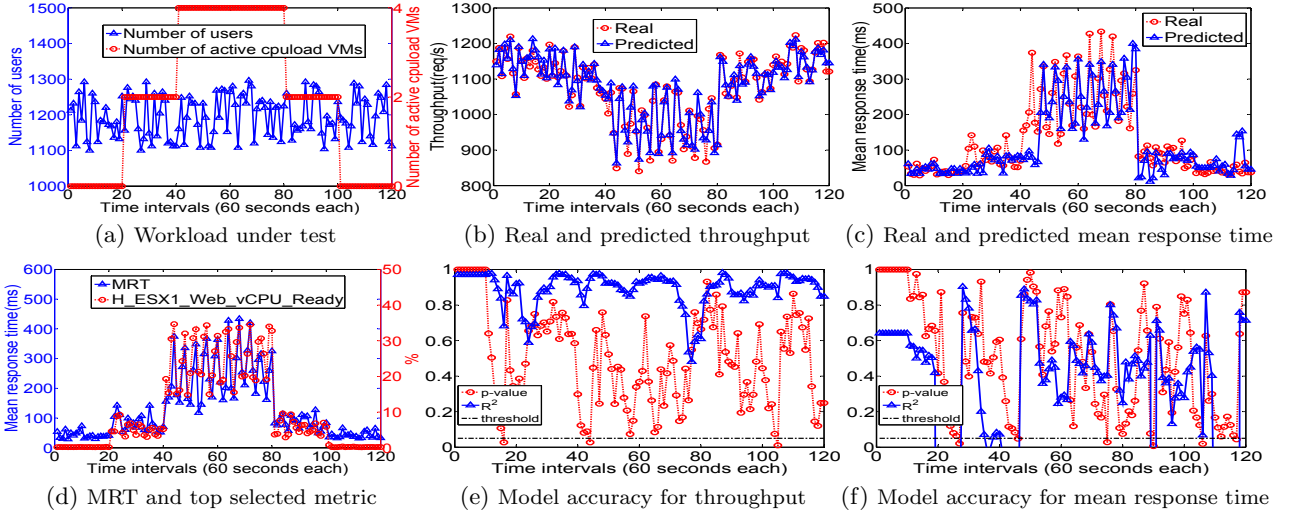 1500
1400
1300
1200
1100
1000
Number of users
Number of users
Number of active cpuload VMs
4
2
0
Number of active cpuload VMs
0 20 40 60 80 100 120
Time intervals (60 seconds each)
(a) Workload under test
1300
1200
1100
1000
900
800
Throughput(req/s)
Real
Predicted
0 20 40 60 80 100 120
Time intervals (60 seconds each)
(b) Real and predicted throughput
500
400
300
200
100
0
Mean response time(ms)
Real
Predicted
0 20 40 60 80 100 120
Time intervals (60 seconds each)
(c) Real and predicted mean response time
600
500
400
300
200
100
0
Mean response time(ms)
MRT
H_ESX1_Web_vCPU_Ready
50
40
30
20
10
0
%
0 20 40 60 80 100 120
Time intervals (60 seconds each)
(d) MRT and top selected metric
1
0.8
0.6
0.4
0.2
0
p-value
R²
threshold
0 20 40 60 80 100 120
Time intervals (60 seconds each)
(e) Model accuracy for throughput
1
0.8
0.6
0.4
0.2
0
p-value
R²
threshold
0 20 40 60 80 100 120
Time intervals (60 seconds each)
(f) Model accuracy for mean response time